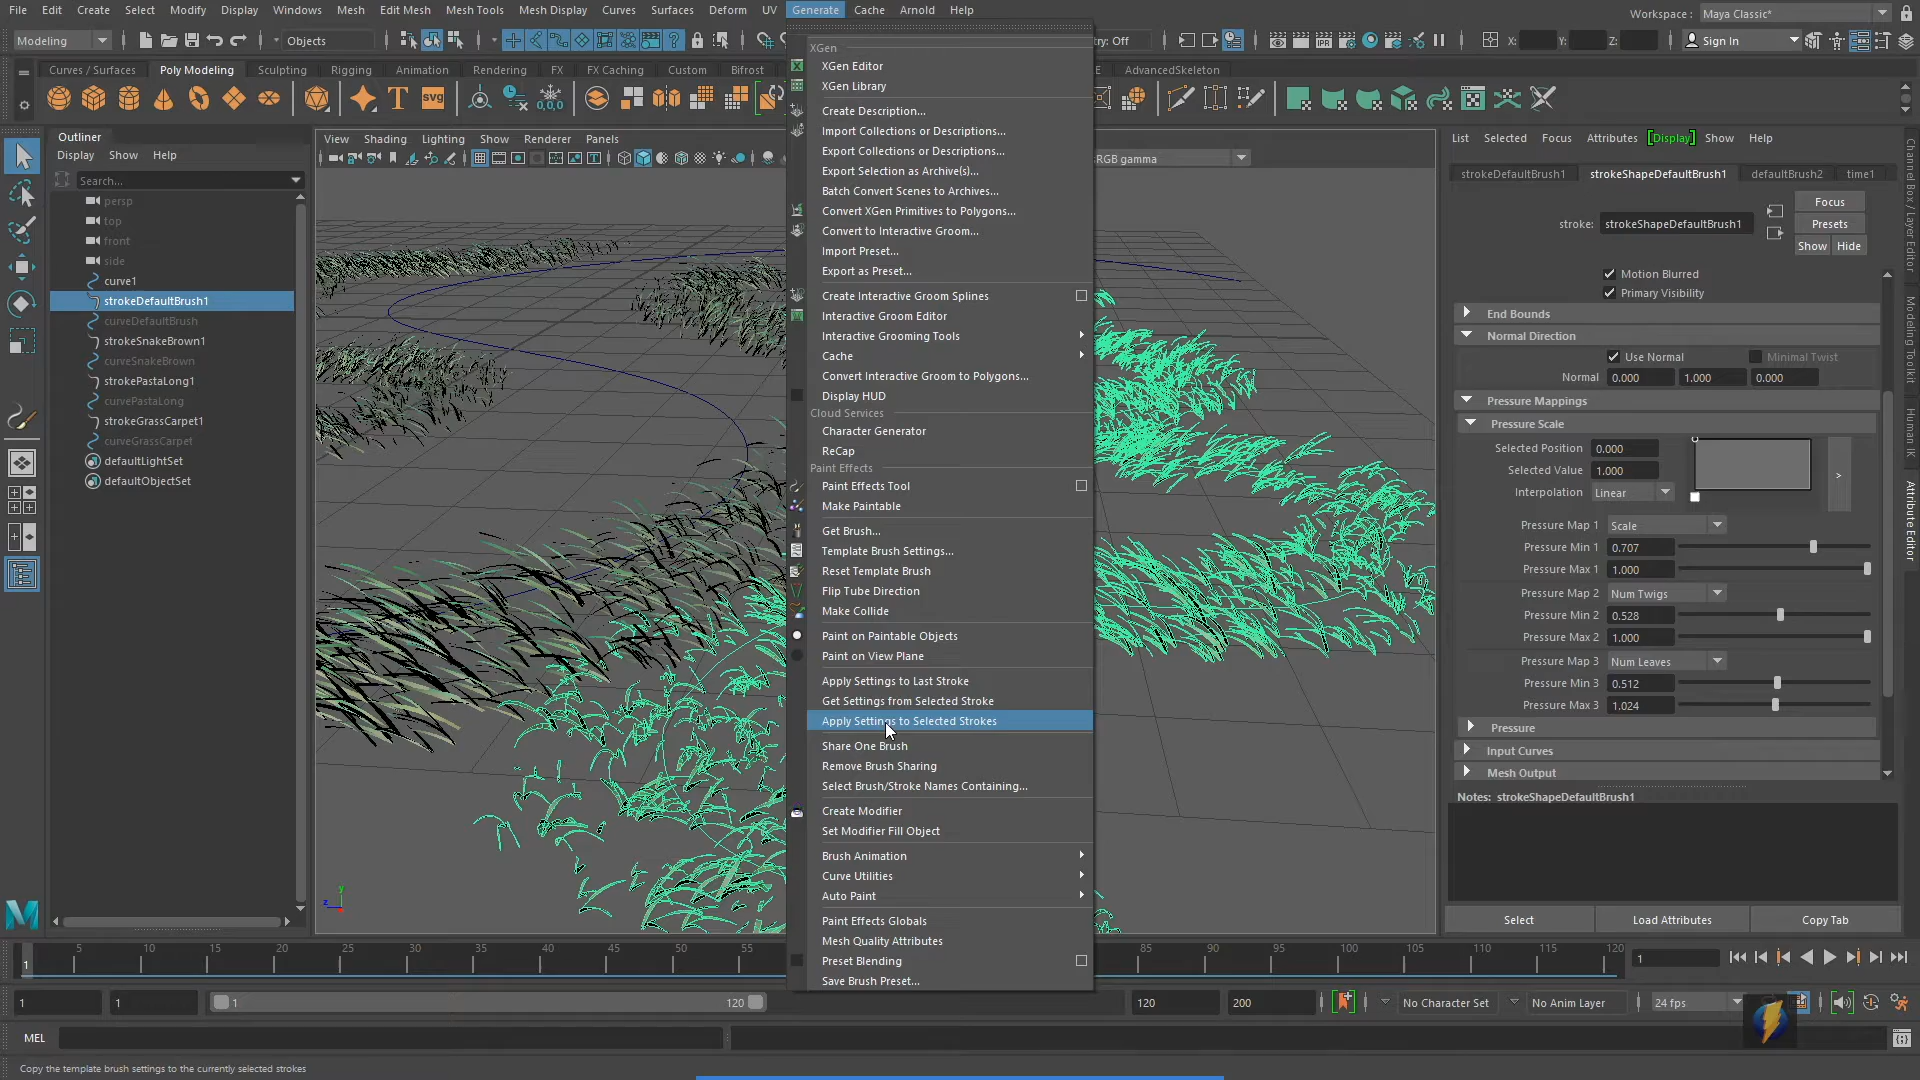 File Edit Create Select Modify Display Windows Mesh Edit Mesh Mesh Tools Mesh Display Curves Surfaces Deform UV Generate Cache Arnold Help
Workspace : Maya Classic*
Modeling
Objects
ry: Off
X: Y: Z:
Sign In
Curves / Surfaces Poly Modeling Sculpting Rigging Animation Rendering FX FX Caching Custom Bifrost
AdvancedSkeleton
SVG
Outliner
Display Show Help
Search...
persp
top
front
side
curve1
strokeDefaultBrush1
curveDefaultBrush
strokeSnakeBrown1
curveSnakeBrown
strokePastaLong1
curvePastaLong
strokeGrassCarpet1
curveGrassCarpet
defaultLightSet
defaultObjectSet
View Shading Lighting Show Renderer Panels
RGB gamma
XGen
XGen Editor
XGen Library
Create Description...
Import Collections or Descriptions...
Export Collections or Descriptions...
Export Selection as Archive(s)...
Batch Convert Scenes to Archives...
Convert XGen Primitives to Polygons...
Convert to Interactive Groom...
Import Preset...
Export as Preset...
Create Interactive Groom Splines
Interactive Groom Editor
Interactive Grooming Tools
Cache
Convert Interactive Groom to Polygons...
Display HUD
Cloud Services
Character Generator
ReCap
Paint Effects
Paint Effects Tool
Make Paintable
Get Brush...
Template Brush Settings...
Reset Template Brush
Flip Tube Direction
Make Collide
Paint on Paintable Objects
Paint on View Plane
Apply Settings to Last Stroke
Get Settings from Selected Stroke
Apply Settings to Selected Strokes
Share One Brush
Remove Brush Sharing
Select Brush/Stroke Names Containing...
Create Modifier
Set Modifier Fill Object
Brush Animation
Curve Utilities
Auto Paint
Paint Effects Globals
Mesh Quality Attributes
Preset Blending
Save Brush Preset...
List Selected Focus Attributes Display Show Help
strokeDefaultBrush1 strokeShapeDefaultBrush1 defaultBrush2 time1
stroke: strokeShapeDefaultBrush1
Focus
Presets
Show Hide
Motion Blurred
Primary Visibility
End Bounds
Normal Direction
Use Normal Minimal Twist
Normal 0.000 1.000 0.000
Pressure Mappings
Pressure Scale
Selected Position 0.000
Selected Value 1.000
Interpolation Linear
>
Pressure Map 1 Scale
Pressure Min 1 0.707
Pressure Max 1 1.000
Pressure Map 2 Num Twigs
Pressure Min 2 0.528
Pressure Max 2 1.000
Pressure Map 3 Num Leaves
Pressure Min 3 0.512
Pressure Max 3 1.024
Pressure
Input Curves
Mesh Output
Notes: strokeShapeDefaultBrush1
Select Load Attributes Copy Tab
Channel Box / Layer Editor
Modeling Toolkit
Human IK
Attribute Editor
y
z
5 10 15 20 25 30 35 40 45 50 55 85 90 95 100 105 110 115 120
1
1
1 1 1 120 120 200
No Character Set No Anim Layer 24 fps
MEL
Copy the template brush settings to the currently selected strokes